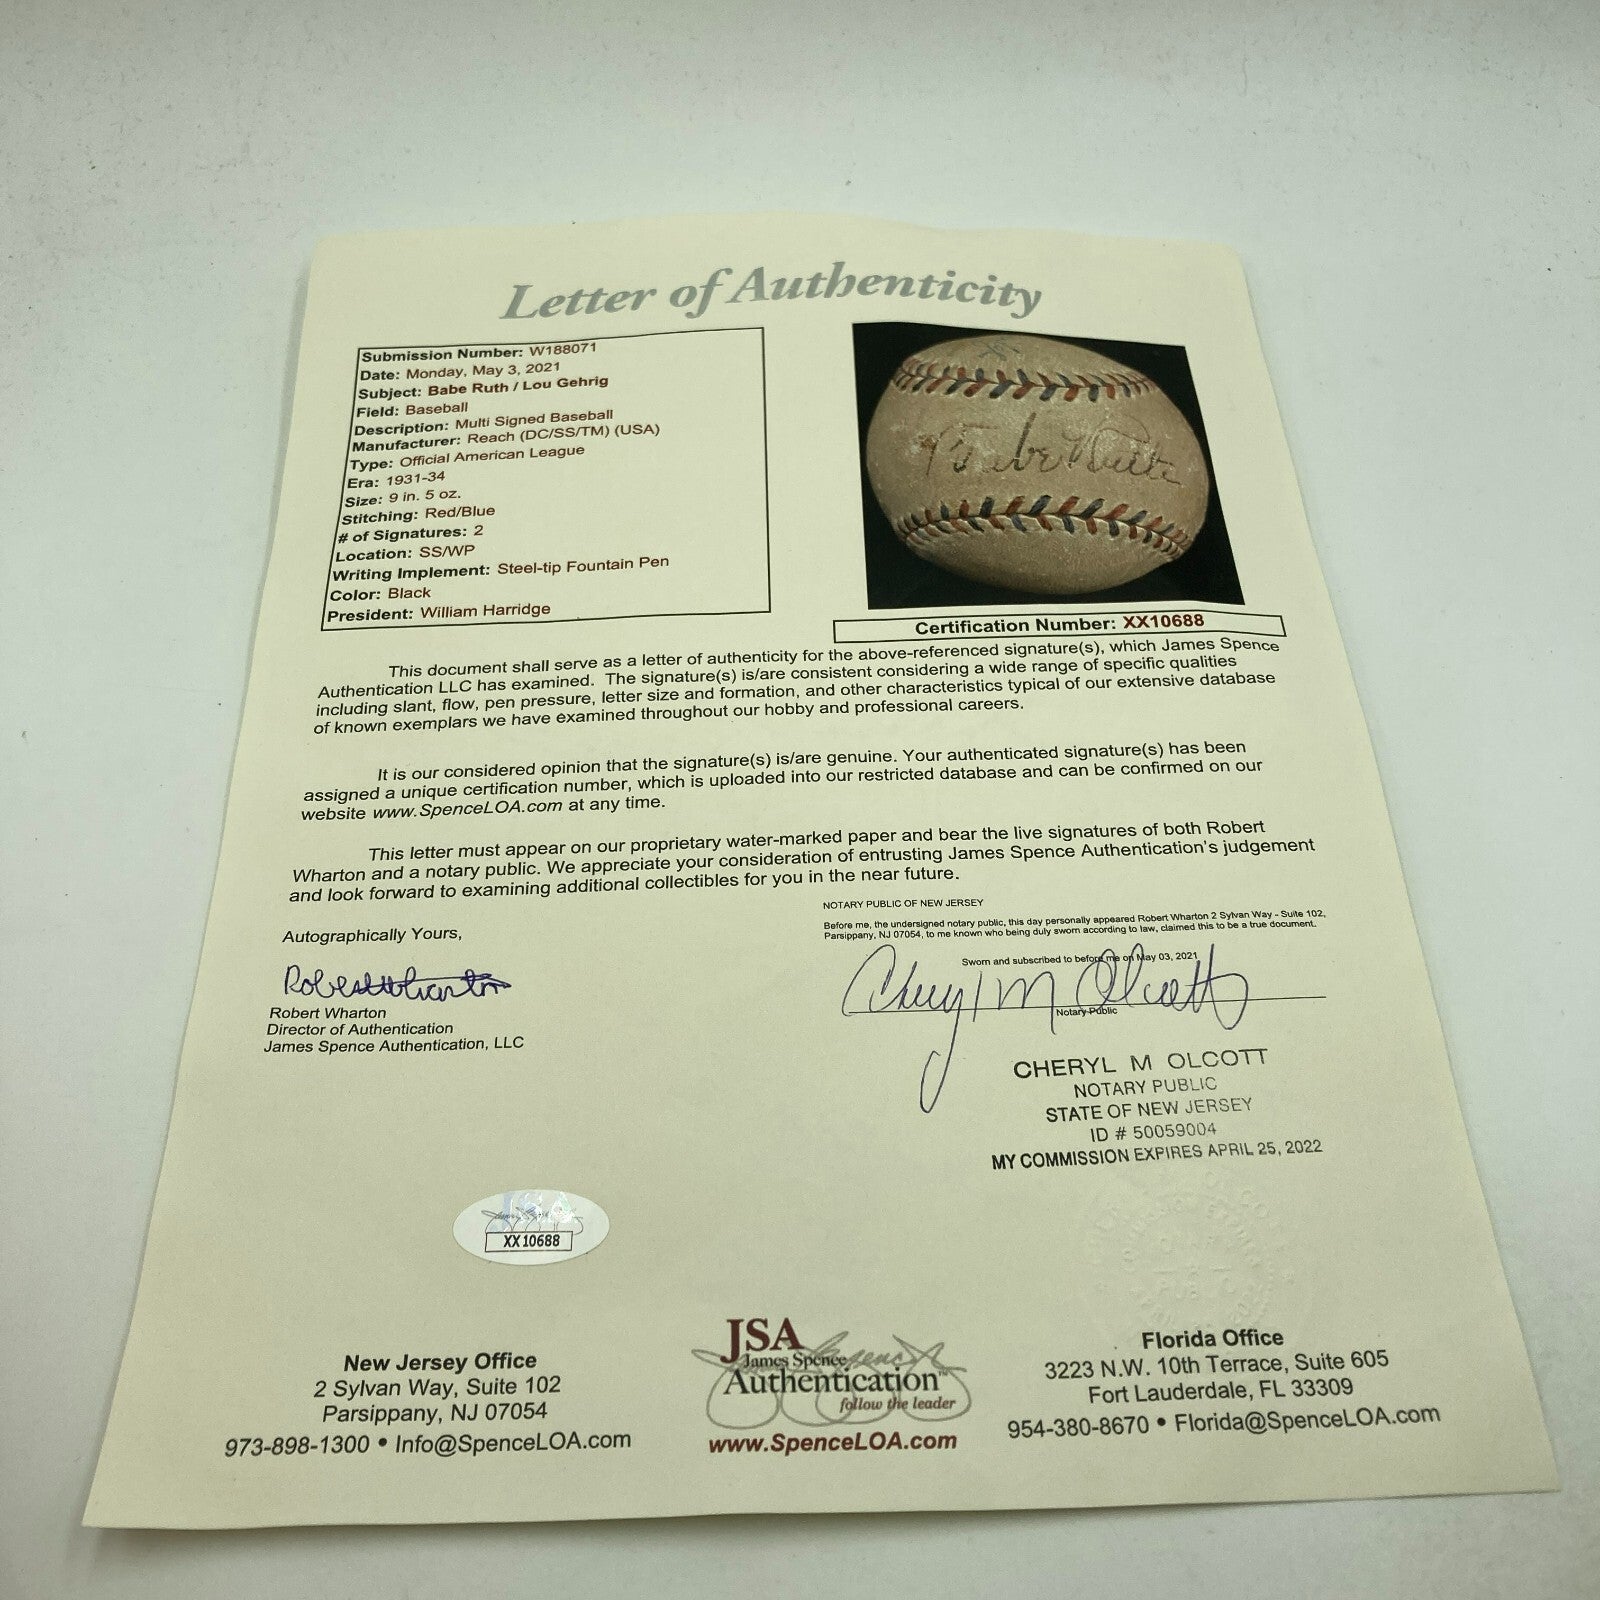 Letter of Authenticity
Submission Number: W188071
Date: Monday, May 3, 2021
Subject: Babe Ruth / Lou Gehrig
Field: Baseball
Description: Multi Signed Baseball
Manufacturer: Reach (DC/SS/TM) (USA)
Type: Official American League
Era: 1931-34
Size: 9 in. 5 oz.
Stitching: Red/Blue
# of Signatures: 2
Location: SS/WP
Writing Implement: Steel-tip Fountain Pen
Color: Black
President: William Harridge
Babe Ruth
Certification Number: XX10688
This document shall serve as a letter of authenticity for the above-referenced signature(s), which James Spence
Authentication LLC has examined. The signature(s) is/are consistent considering a wide range of specific qualities
including slant, flow, pen pressure, letter size and formation, and other characteristics typical of our extensive database
of known exemplars we have examined throughout our hobby and professional careers.
It is our considered opinion that the signature(s) is/are genuine. Your authenticated signature(s) has been
assigned a unique certification number, which is uploaded into our restricted database and can be confirmed on our
website www.SpenceLOA.com at any time.
This letter must appear on our proprietary water-marked paper and bear the live signatures of both Robert
Wharton and a notary public. We appreciate your consideration of entrusting James Spence Authentication's judgement
and look forward to examining additional collectibles for you in the near future.
NOTARY PUBLIC OF NEW JERSEY
Before me, the undersigned notary public, this day personally appeared Robert Wharton 2 Sylvan Way - Suite 102,
Parsippany, NJ 07054, to me known who being duly sworn according to law, claimed this to be a true document.
Sworn and subscribed to before me on May 03, 2021
Cheryl M Olcott
Notary Public
Autographically Yours,
Robert Wharton
Robert Wharton
Director of Authentication
James Spence Authentication, LLC
CHERYL M OLCOTT
NOTARY PUBLIC
STATE OF NEW JERSEY
ID # 50059004
MY COMMISSION EXPIRES APRIL 25, 2022
JSA
XX10688
New Jersey Office
2 Sylvan Way, Suite 102
Parsippany, NJ 07054
973-898-1300 • Info@SpenceLOA.com
JSA
James Spence
Authentication™
follow the leader
www.SpenceLOA.com
Florida Office
3223 N.W. 10th Terrace, Suite 605
Fort Lauderdale, FL 33309
954-380-8670 • Florida@SpenceLOA.com